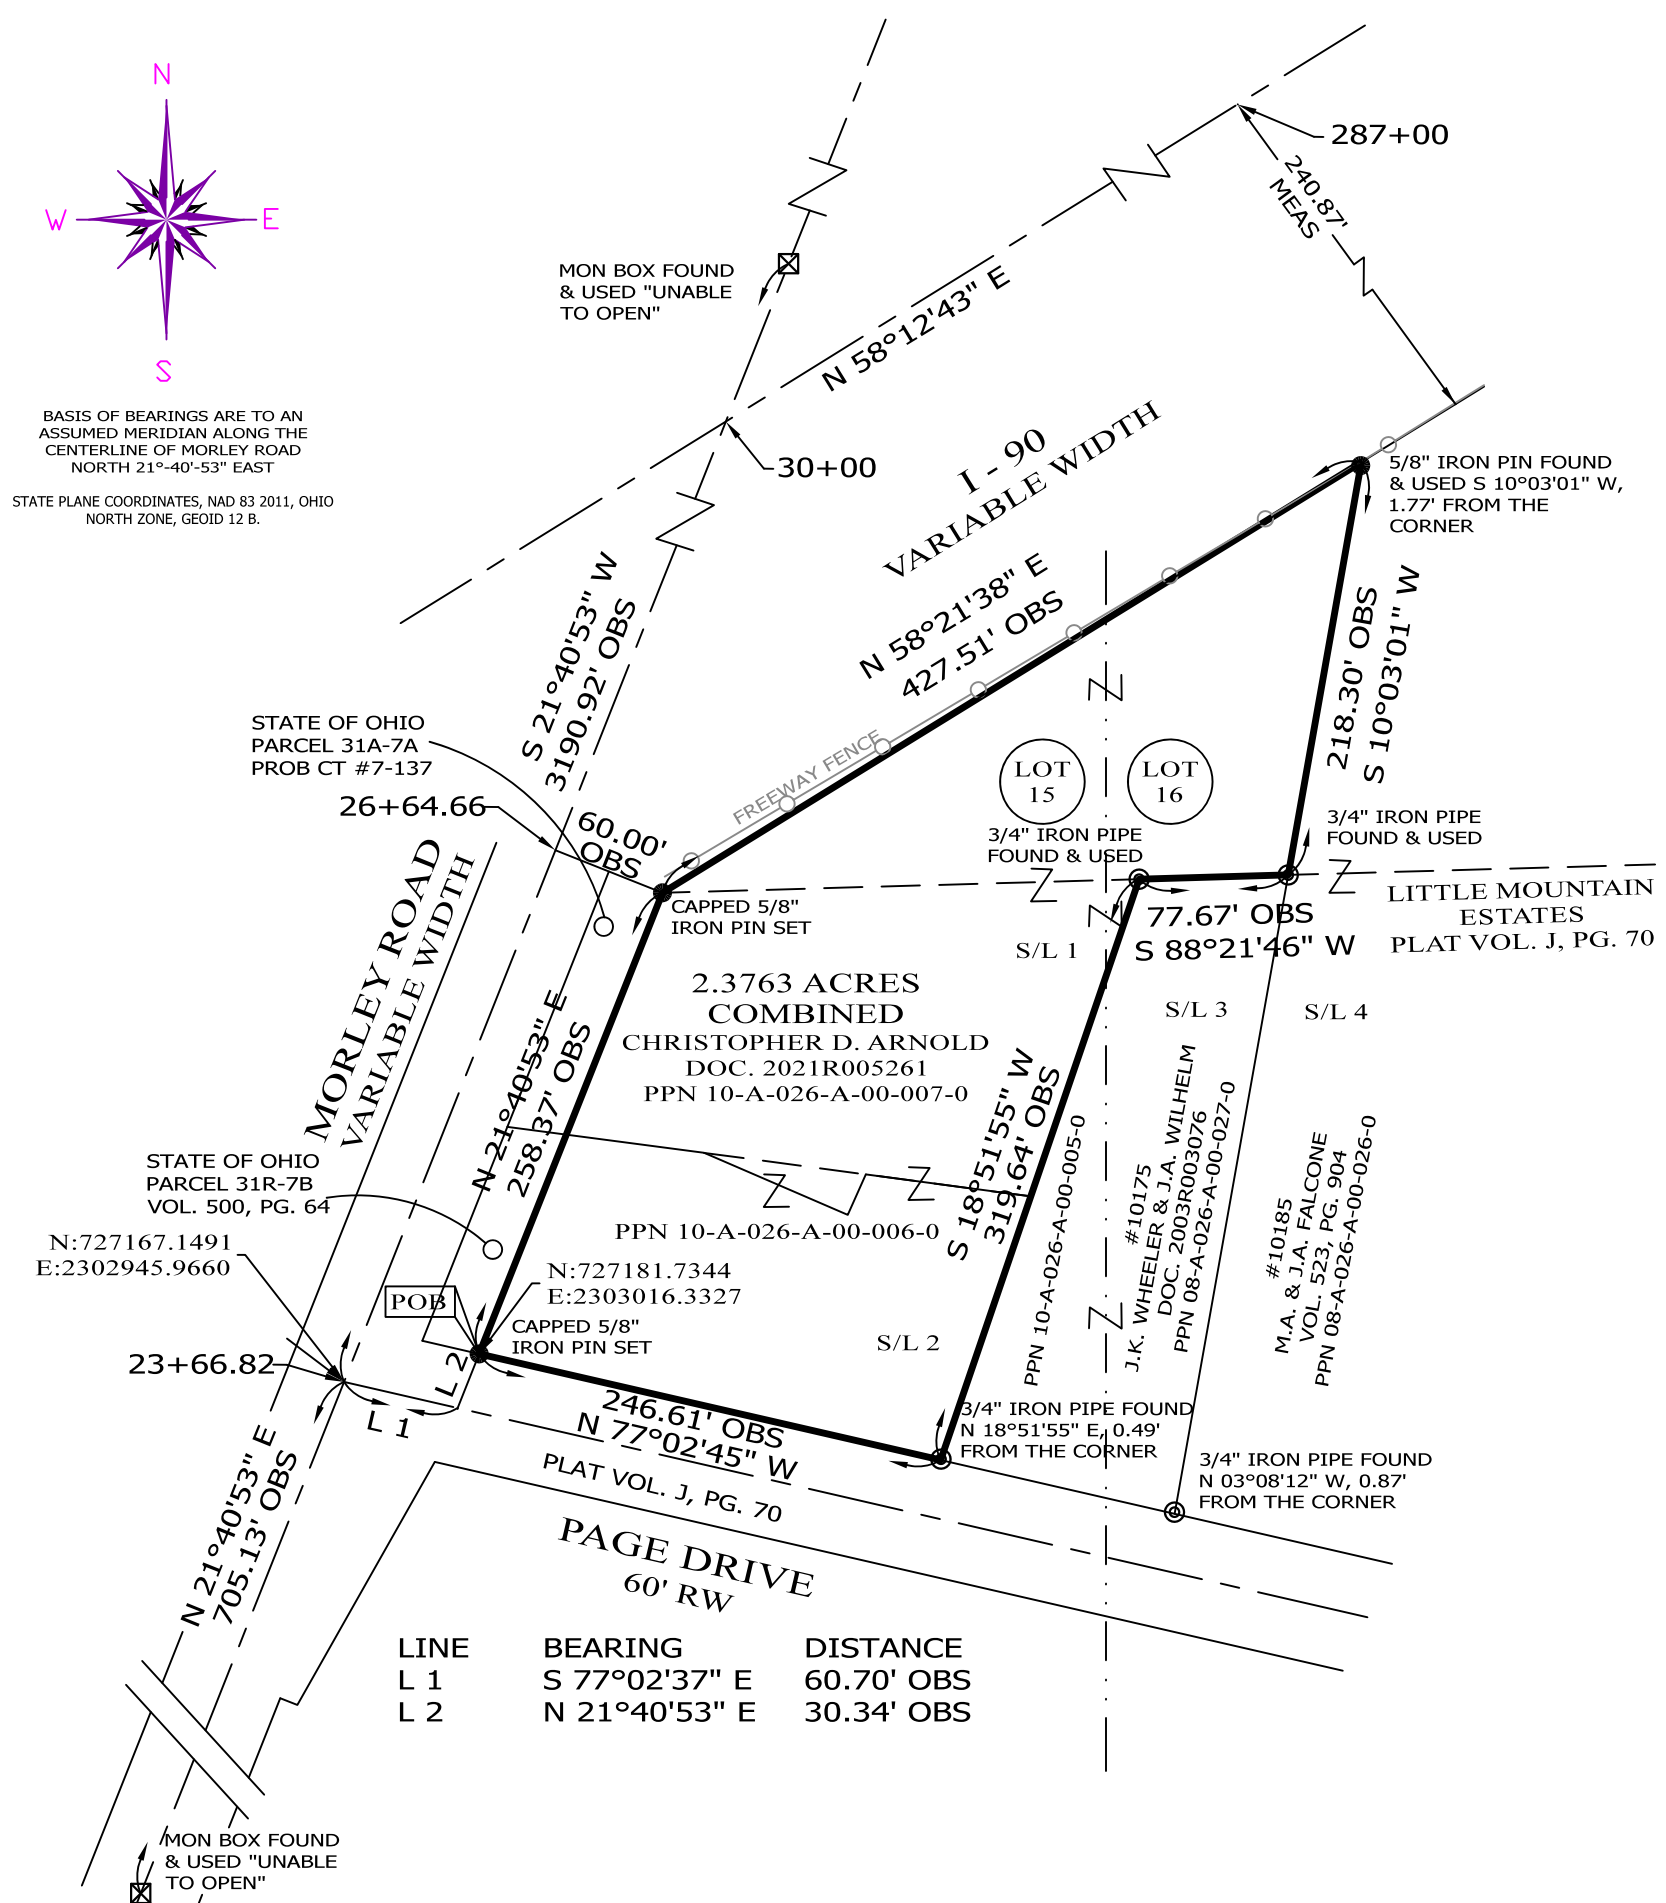 N
W
E
S
BASIS OF BEARINGS ARE TO AN
ASSUMED MERIDIAN ALONG THE
CENTERLINE OF MORLEY ROAD
NORTH 21°-40'-53" EAST
STATE PLANE COORDINATES, NAD 83 2011, OHIO
NORTH ZONE, GEOID 12 B.
MON BOX FOUND
& USED "UNABLE
TO OPEN"
287+00
240.87'
MEAS
N 58°12'43" E
30+00
I - 90
VARIABLE WIDTH
5/8" IRON PIN FOUND
& USED S 10°03'01" W,
1.77' FROM THE
CORNER
S 21°40'53" W
3190.92' OBS
N 58°21'38" E
427.51' OBS
218.30' OBS
S 10°03'01" W
STATE OF OHIO
PARCEL 31A-7A
PROB CT #7-137
26+64.66
60.00'
OBS
FREEWAY FENCE
LOT
15
LOT
16
3/4" IRON PIPE
FOUND & USED
3/4" IRON PIPE
FOUND & USED
MORLEY ROAD
VARIABLE WIDTH
CAPPED 5/8"
IRON PIN SET
77.67' OBS
S 88°21'46" W
LITTLE MOUNTAIN
ESTATES
PLAT VOL. J, PG. 70
S/L 1
2.3763 ACRES
COMBINED
CHRISTOPHER D. ARNOLD
DOC. 2021R005261
PPN 10-A-026-A-00-007-0
S/L 3
S/L 4
N 21°40'53" E
258.37' OBS
S 18°51'55" W
319.64' OBS
PPN 10-A-026-A-00-005-0
#10175
J.K. WHEELER & J.A. WILHELM
DOC. 2003R003076
PPN 08-A-026-A-00-027-0
#10185
M.A. & J.A. FALCONE
VOL. 523, PG. 904
PPN 08-A-026-A-00-026-0
STATE OF OHIO
PARCEL 31R-7B
VOL. 500, PG. 64
N:727167.1491
E:2302945.9660
PPN 10-A-026-A-00-006-0
N:727181.7344
E:2303016.3327
POB
CAPPED 5/8"
IRON PIN SET
S/L 2
23+66.82
L 2
L 1
246.61' OBS
N 77°02'45" W
3/4" IRON PIPE FOUND
N 18°51'55" E, 0.49'
FROM THE CORNER
3/4" IRON PIPE FOUND
N 03°08'12" W, 0.87'
FROM THE CORNER
PLAT VOL. J, PG. 70
N 21°40'53" E
705.13' OBS
PAGE DRIVE
60' RW
LINE BEARING DISTANCE
L 1 S 77°02'37" E 60.70' OBS
L 2 N 21°40'53" E 30.34' OBS
MON BOX FOUND
& USED "UNABLE
TO OPEN"